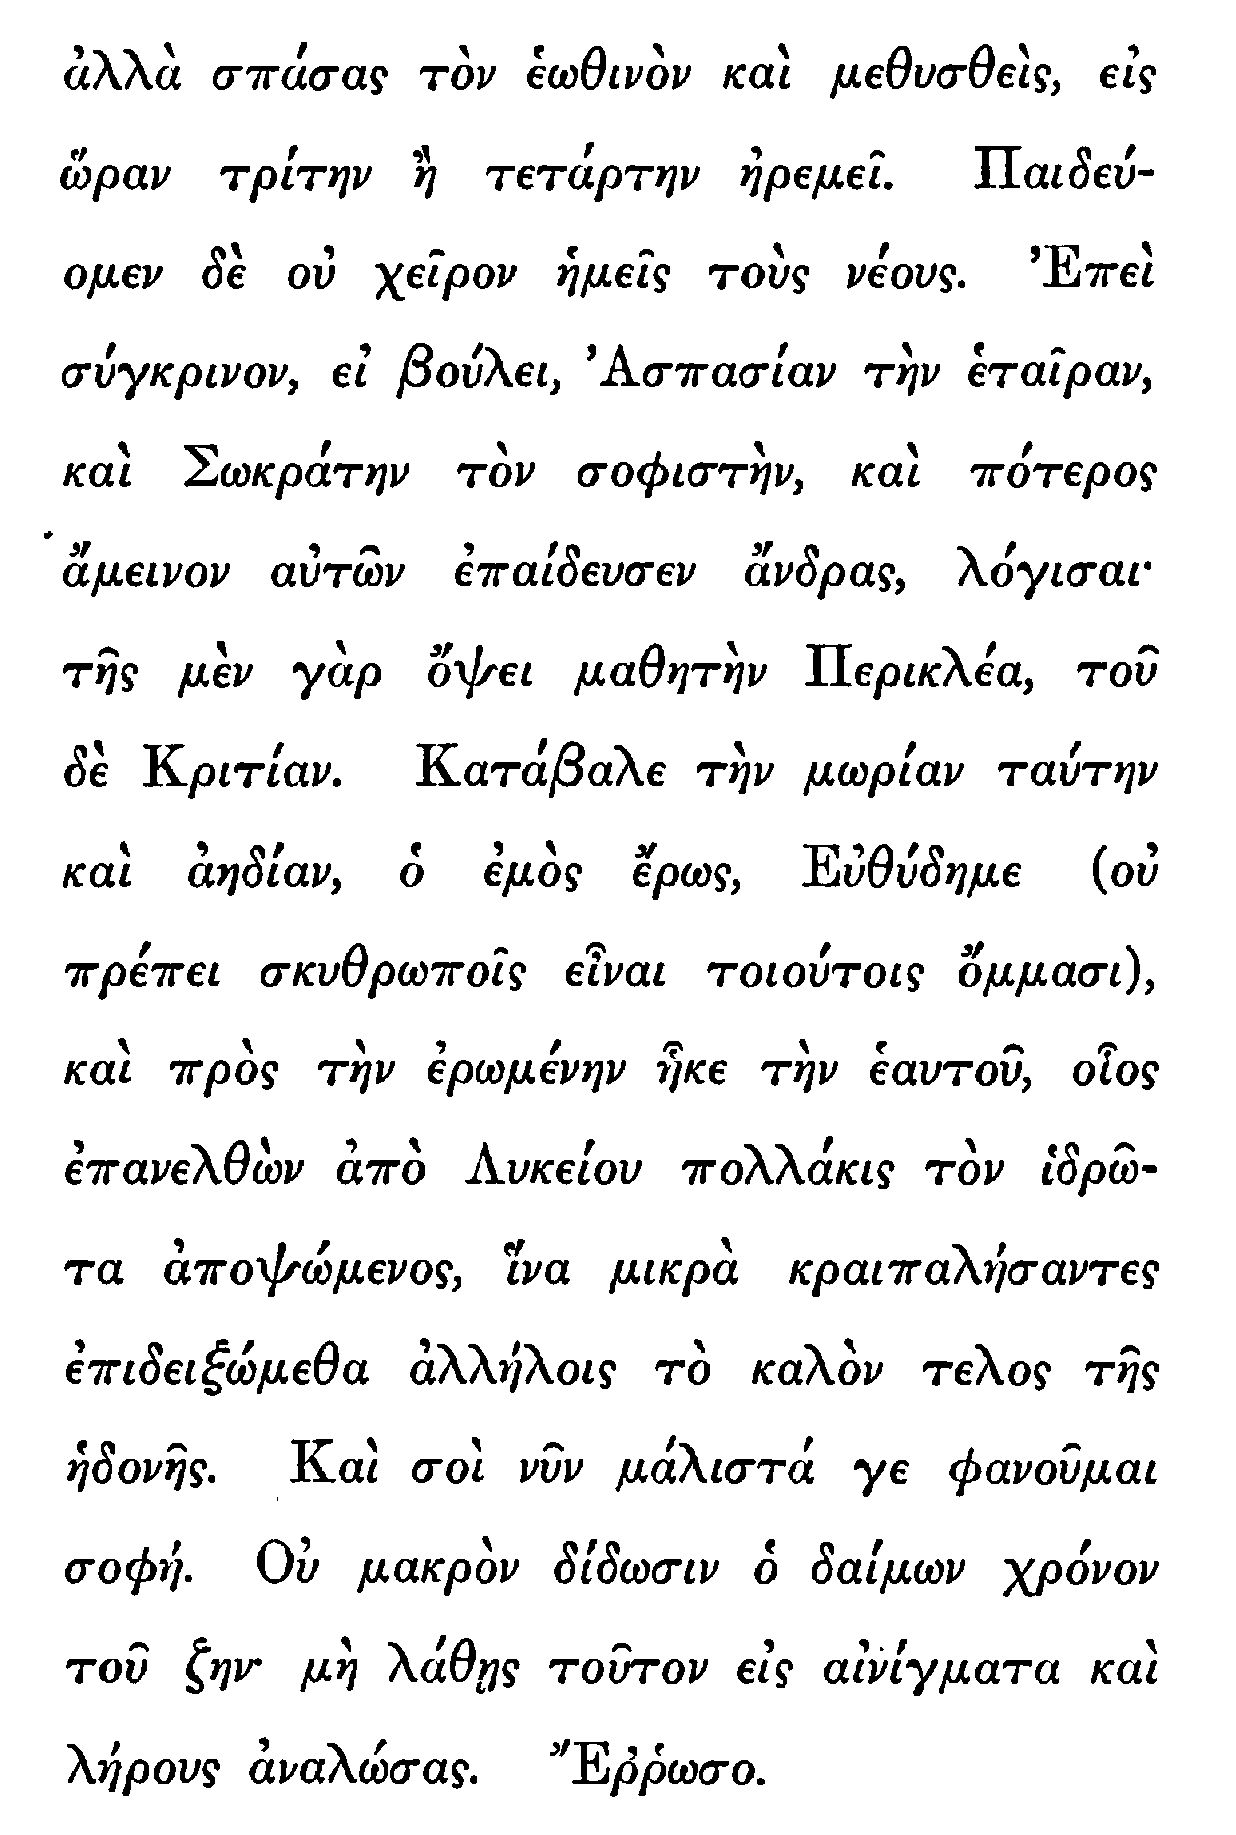 ἀλλὰ σπάσας τὸν ἑωθινὸν καὶ μεθυσθεὶς, εἰς
ὥραν τρίτην ἢ τετάρτην ἠρεμεῖ. Παιδεύ-
ομεν δὲ οὐ χεῖρον ἡμεῖς τοὺς νέους. Ἐπεὶ
σύγκρινον, εἰ βούλει, Ἀσπασίαν τὴν ἑταῖραν,
καὶ Σωκράτην τὸν σοφιστὴν, καὶ πότερος
ἄμεινον αὐτῶν ἐπαίδευσεν ἄνδρας, λόγισαι·
τῆς μὲν γὰρ ὄψει μαθητὴν Περικλέα, τοῦ
δὲ Κριτίαν. Κατάβαλε τὴν μωρίαν ταύτην
καὶ ἀηδίαν, ὁ ἐμὸς ἔρως, Εὐθύδημε (οὐ
πρέπει σκυθρωποῖς εἶναι τοιούτοις ὄμμασι),
καὶ πρὸς τὴν ἐρωμένην ἧκε τὴν ἑαυτοῦ, οἷος
ἐπανελθὼν ἀπὸ Λυκείου πολλάκις τὸν ἱδρῶ-
τα ἀποψώμενος, ἵνα μικρὰ κραιπαλήσαντες
ἐπιδειξώμεθα ἀλλήλοις τὸ καλὸν τελος τῆς
ἡδονῆς. Καὶ σοὶ νῦν μάλιστά γε φανοῦμαι
σοφή. Οὐ μακρὸν δίδωσιν ὁ δαίμων χρόνον
τοῦ ζην· μὴ λάθῃς τοῦτον εἰς αἰνίγματα καὶ
λήρους ἀναλώσας. Ἔῤῥωσο.